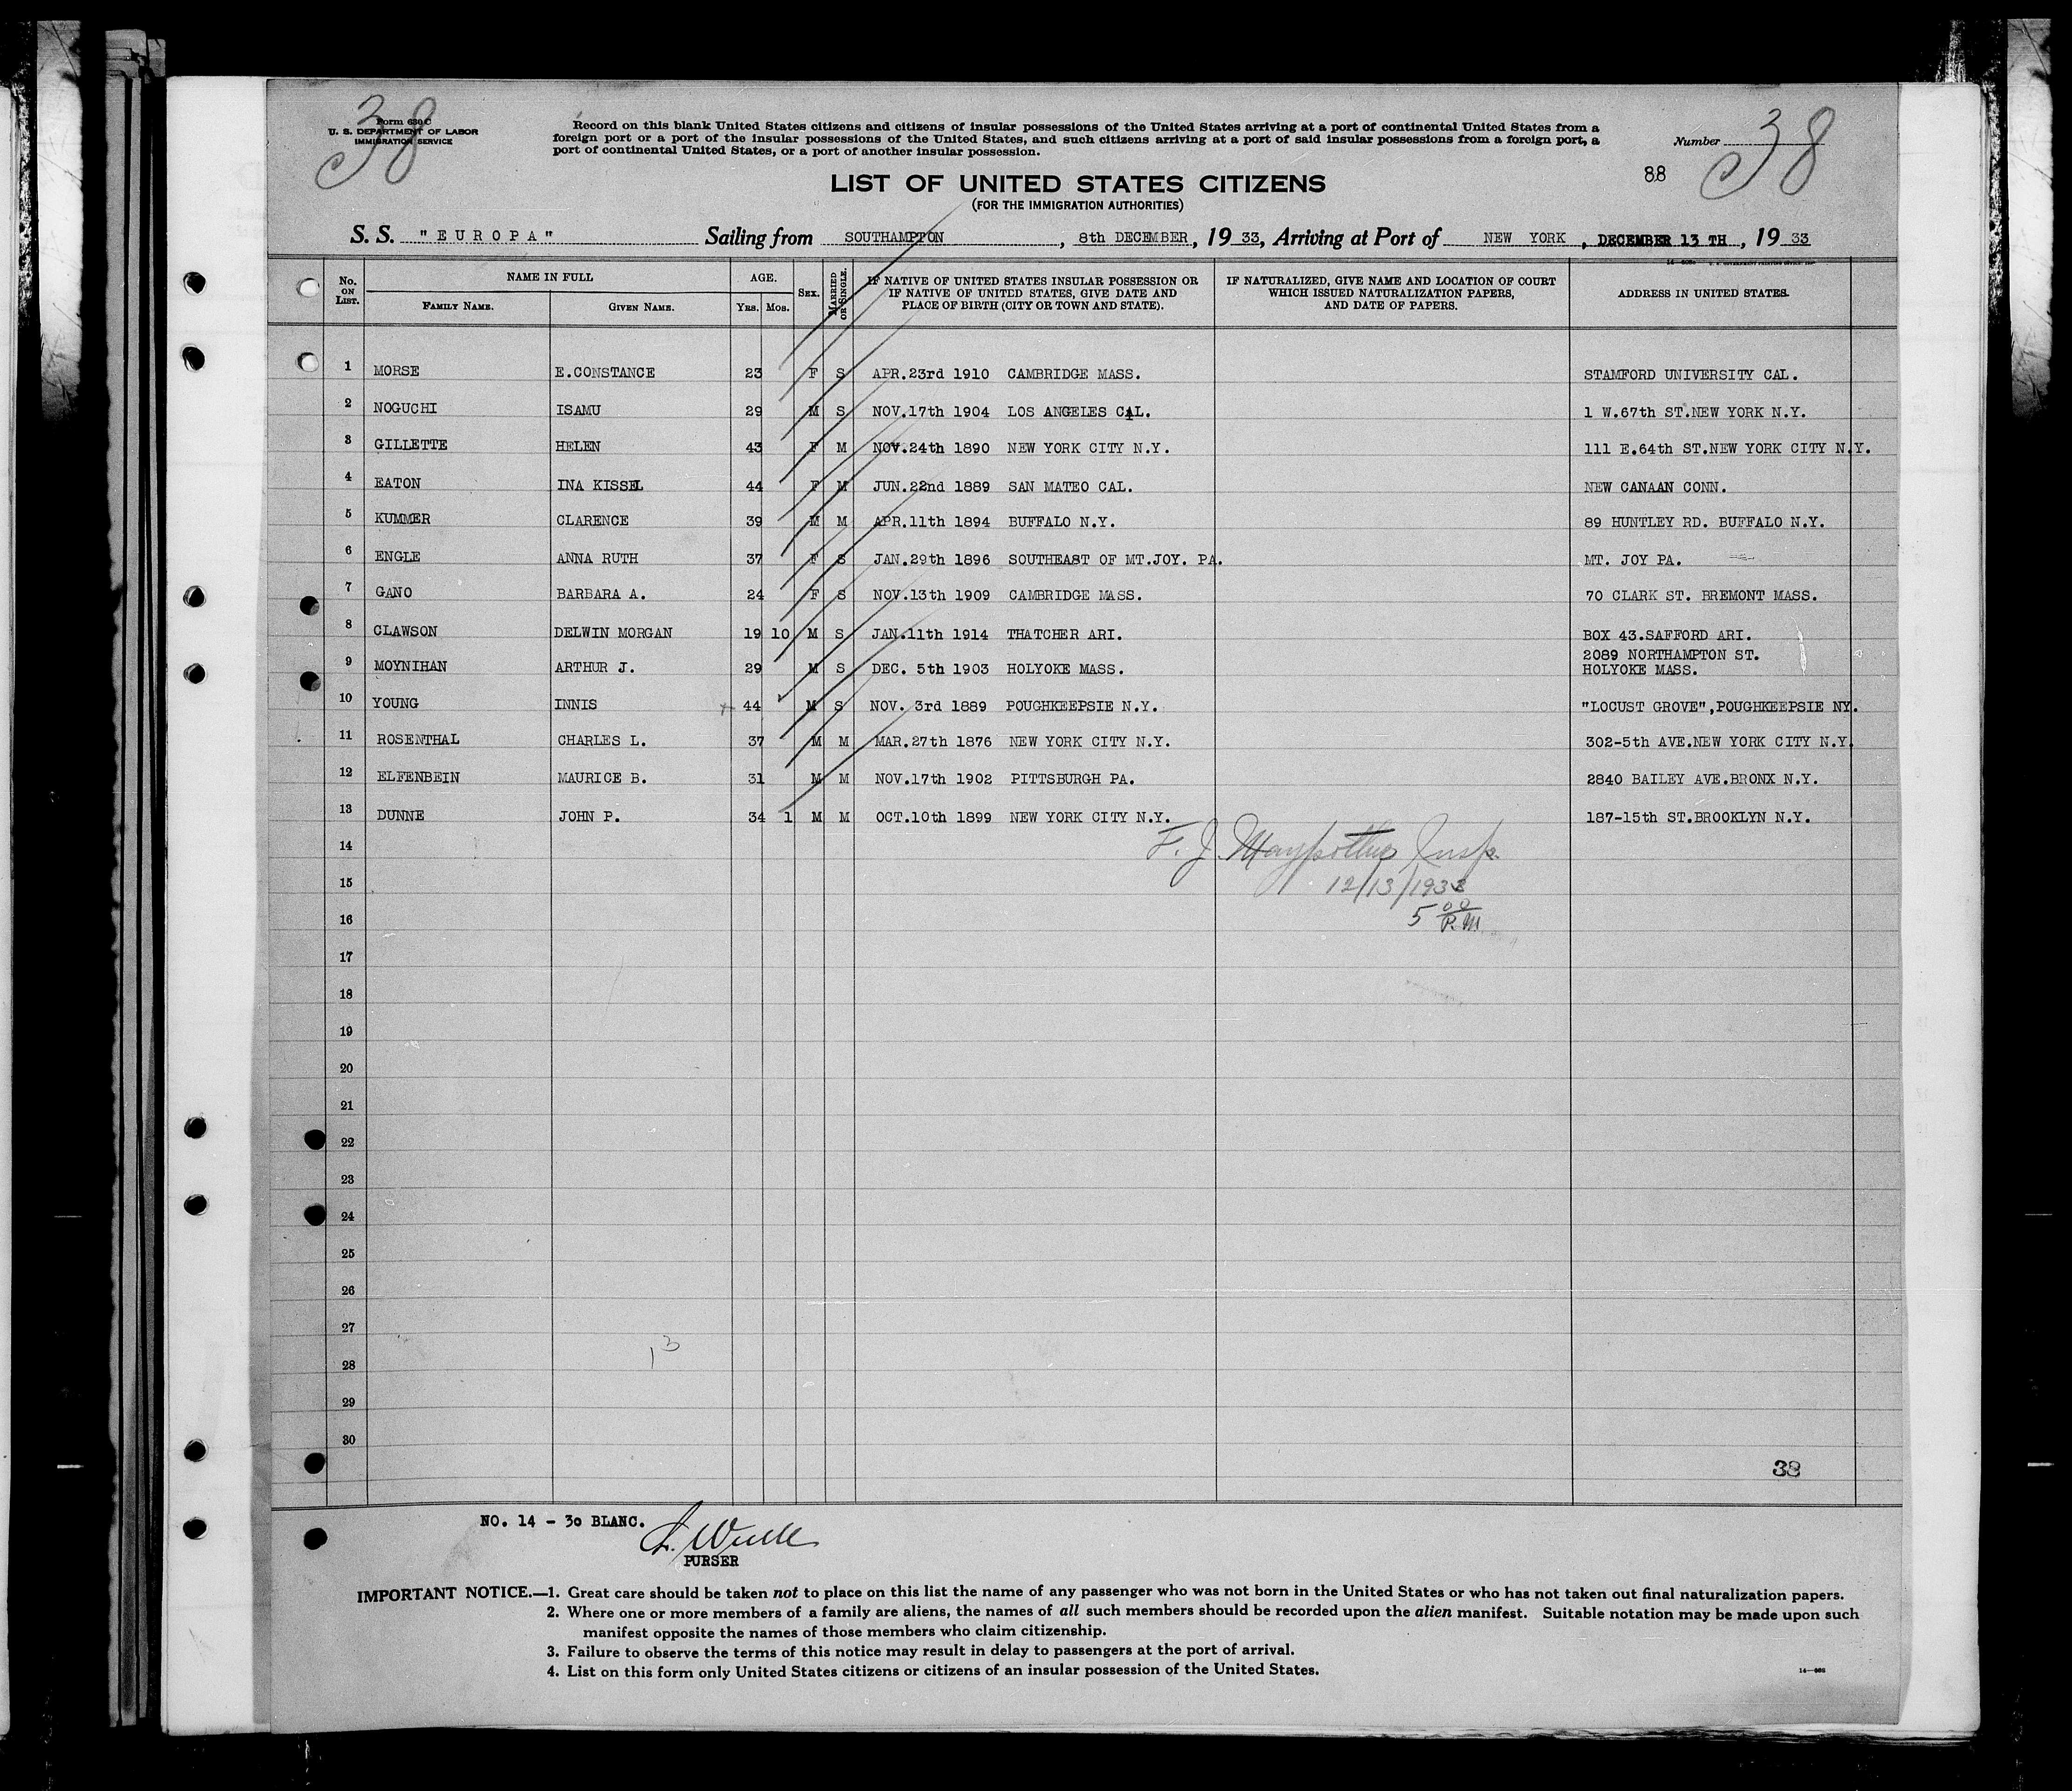 38
Form 630 C
U. S. DEPARTMENT OF LABOR
IMMIGRATION SERVICE
Record on this blank United States citizens and citizens of insular possessions of the United States arriving at a port of continental United States from a
foreign port or a port of the insular possessions of the United States, and such citizens arriving at a port of said insular possessions from a foreign port, a
port of continental United States, or a port of another insular possession.
Number 38
88
LIST OF UNITED STATES CITIZENS
(FOR THE IMMIGRATION AUTHORITIES)
S. S. "EUROPA" Sailing from SOUTHAMPTON, 8th DECEMBER, 1933, Arriving at Port of NEW YORK, DECEMBER 13 TH, 1933
No. ON LIST. NAME IN FULL FAMILY NAME. GIVEN NAME. AGE. YRS. MOS. SEX. MARRIED OR SINGLE. IF NATIVE OF UNITED STATES INSULAR POSSESSION OR IF NATIVE OF UNITED STATES, GIVE DATE AND PLACE OF BIRTH (CITY OR TOWN AND STATE). IF NATURALIZED, GIVE NAME AND LOCATION OF COURT WHICH ISSUED NATURALIZATION PAPERS, AND DATE OF PAPERS. ADDRESS IN UNITED STATES.
1 MORSE E.CONSTANCE 23 F S APR.23rd 1910 CAMBRIDGE MASS. STAMFORD UNIVERSITY CAL.
2 NOGUCHI ISAMU 29 M S NOV.17th 1904 LOS ANGELES CAL. 1 W.67th ST.NEW YORK N.Y.
3 GILLETTE HELEN 43 F M NOV.24th 1890 NEW YORK CITY N.Y. 111 E.64th ST.NEW YORK CITY N.Y.
4 EATON INA KISSEL 44 F M JUN.22nd 1889 SAN MATEO CAL. NEW CANAAN CONN.
5 KUMMER CLARENCE 39 M M APR.11th 1894 BUFFALO N.Y. 89 HUNTLEY RD. BUFFALO N.Y.
6 ENGLE ANNA RUTH 37 F S JAN.29th 1896 SOUTHEAST OF MT.JOY. PA. MT. JOY PA.
7 GANO BARBARA A. 24 F S NOV.13th 1909 CAMBRIDGE MASS. 70 CLARK ST. BREMONT MASS.
8 CLAWSON DELWIN MORGAN 19 10 M S JAN.11th 1914 THATCHER ARI. BOX 43.SAFFORD ARI.
9 MOYNIHAN ARTHUR J. 29 M S DEC. 5th 1903 HOLYOKE MASS. 2089 NORTHAMPTON ST. HOLYOKE MASS.
10 YOUNG INNIS 44 M S NOV. 3rd 1889 POUGHKEEPSIE N.Y. "LOCUST GROVE",POUGHKEEPSIE NY.
11 ROSENTHAL CHARLES L. 37 M M MAR.27th 1876 NEW YORK CITY N.Y. 302-5th AVE.NEW YORK CITY N.Y.
12 ELFENBEIN MAURICE B. 31 M M NOV.17th 1902 PITTSBURGH PA. 2840 BAILEY AVE.BRONX N.Y.
13 DUNNE JOHN P. 34 1 M M OCT.10th 1899 NEW YORK CITY N.Y. 187-15th ST.BROOKLYN N.Y.
14 F. J. Insp.
15 12/13/1933
16 5 00 P.M.
17
18
19
20
21
22
23
24
25
26
27
28 13
29
30
38
NO. 14 - 30 BLANC.
PURSER
IMPORTANT NOTICE.—1. Great care should be taken not to place on this list the name of any passenger who was not born in the United States or who has not taken out final naturalization papers.
2. Where one or more members of a family are aliens, the names of all such members should be recorded upon the alien manifest. Suitable notation may be made upon such
manifest opposite the names of those members who claim citizenship.
3. Failure to observe the terms of this notice may result in delay to passengers at the port of arrival.
4. List on this form only United States citizens or citizens of an insular possession of the United States.